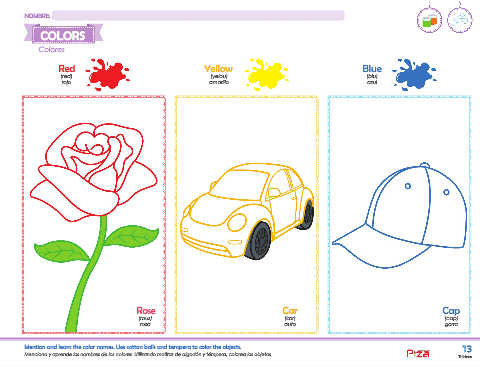 NOMBRE:
COLORS
Colores
Red
(red)
rojo
Yellow
(yelou)
amarillo
Blue
(blu)
azul
Rose
(rous)
rosa
Car
(car)
auto
Cap
(cap)
gorra
Mention and learn the color names. Use cotton balls and tempera to color the objects.
Menciona y aprende los nombres de los colores. Utilizando motitas de algodón y témpera, colorea los objetos.
13